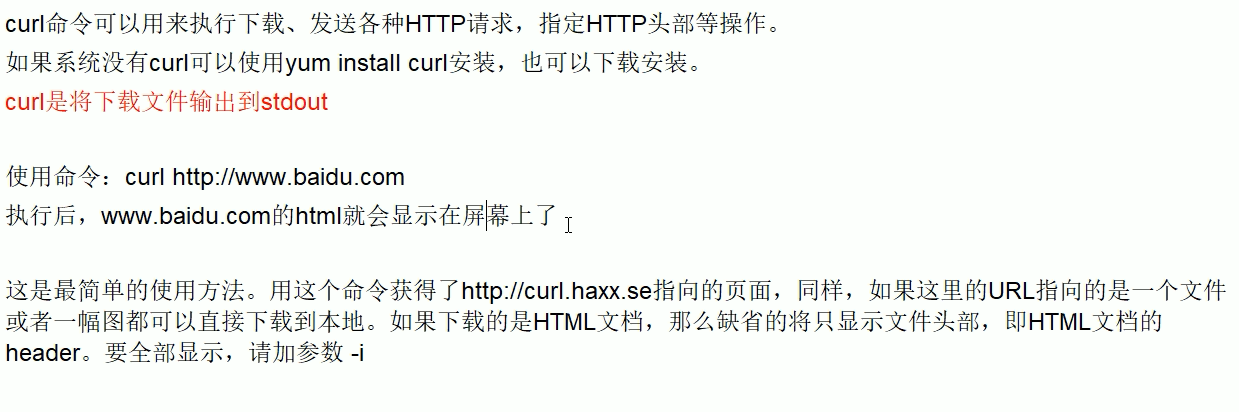 curl命令可以用来执行下载、发送各种HTTP请求，指定HTTP头部等操作。
如果系统没有curl可以使用yum install curl安装，也可以下载安装。
curl是将下载文件输出到stdout
使用命令：curl http://www.baidu.com
执行后，www.baidu.com的html就会显示在屏幕上了
这是最简单的使用方法。用这个命令获得了http://curl.haxx.se指向的页面，同样，如果这里的URL指向的是一个文件
或者一幅图都可以直接下载到本地。如果下载的是HTML文档，那么缺省的将只显示文件头部，即HTML文档的
header。要全部显示，请加参数 -i